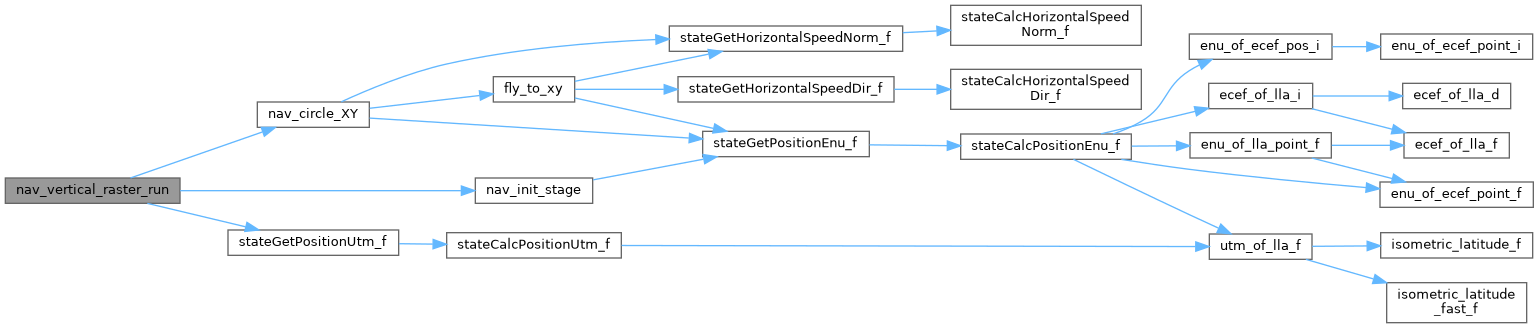 nav_vertical_raster_run
nav_circle_XY
nav_init_stage
stateGetPositionUtm_f
fly_to_xy
stateCalcPositionUtm_f
stateGetHorizontalSpeedNorm_f
stateGetHorizontalSpeedDir_f
stateGetPositionEnu_f
stateCalcHorizontalSpeed
Norm_f
stateCalcHorizontalSpeed
Dir_f
stateCalcPositionEnu_f
enu_of_ecef_pos_i
ecef_of_lla_i
enu_of_lla_point_f
utm_of_lla_f
enu_of_ecef_point_i
ecef_of_lla_d
ecef_of_lla_f
enu_of_ecef_point_f
isometric_latitude_f
isometric_latitude
_fast_f